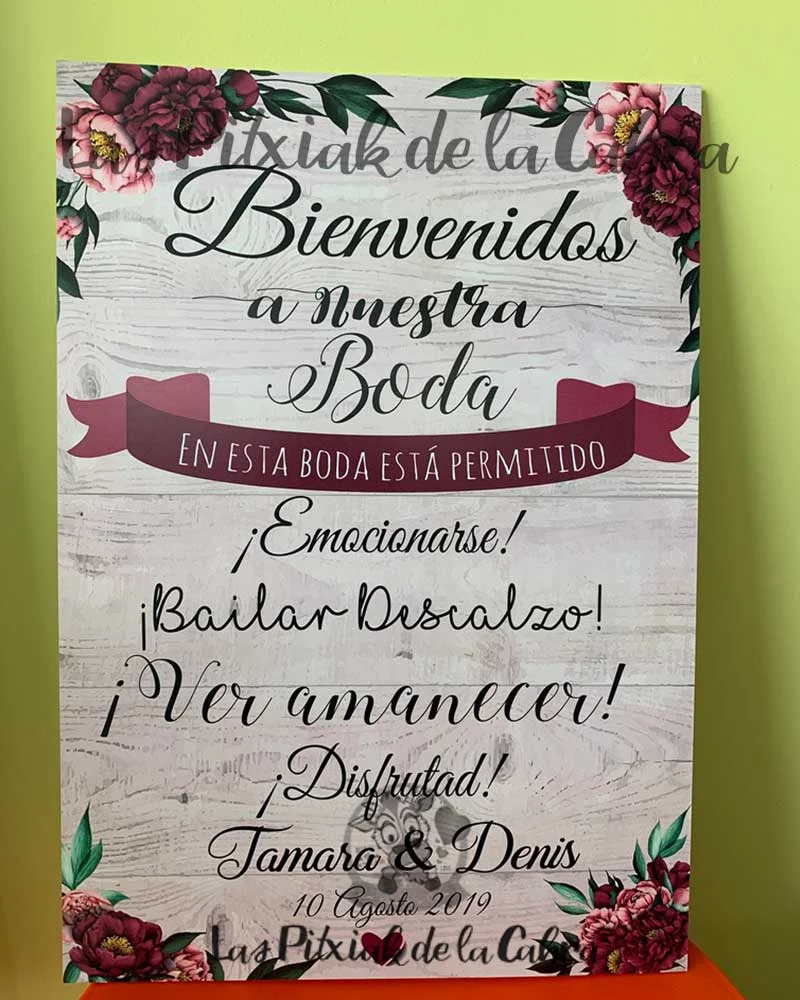 Las Pitxiak de la Cabra
Bienvenidos
a Nuestra
Boda
EN ESTA BODA ESTÁ PERMITIDO
¡Emocionarse!
¡Bailar Descalzo!
¡Ver amanecer!
¡Disfrutad!
Tamara & Denis
10 Agosto 2019
Las Pitxiak de la Cabra